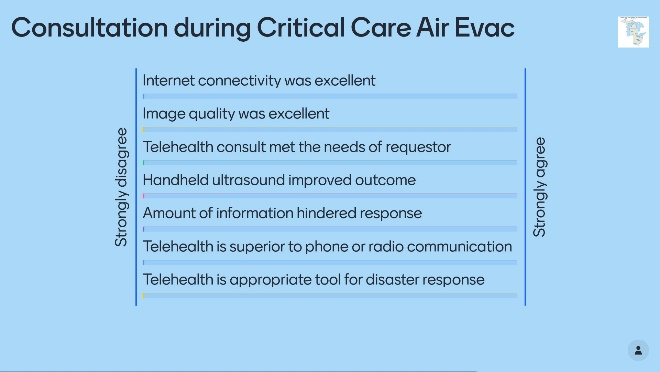 Consultation during Critical Care Air Evac
Strongly disagree
Internet connectivity was excellent
Image quality was excellent
Telehealth consult met the needs of requestor
Handheld ultrasound improved outcome
Amount of information hindered response
Telehealth is superior to phone or radio communication
Telehealth is appropriate tool for disaster response
Strongly agree